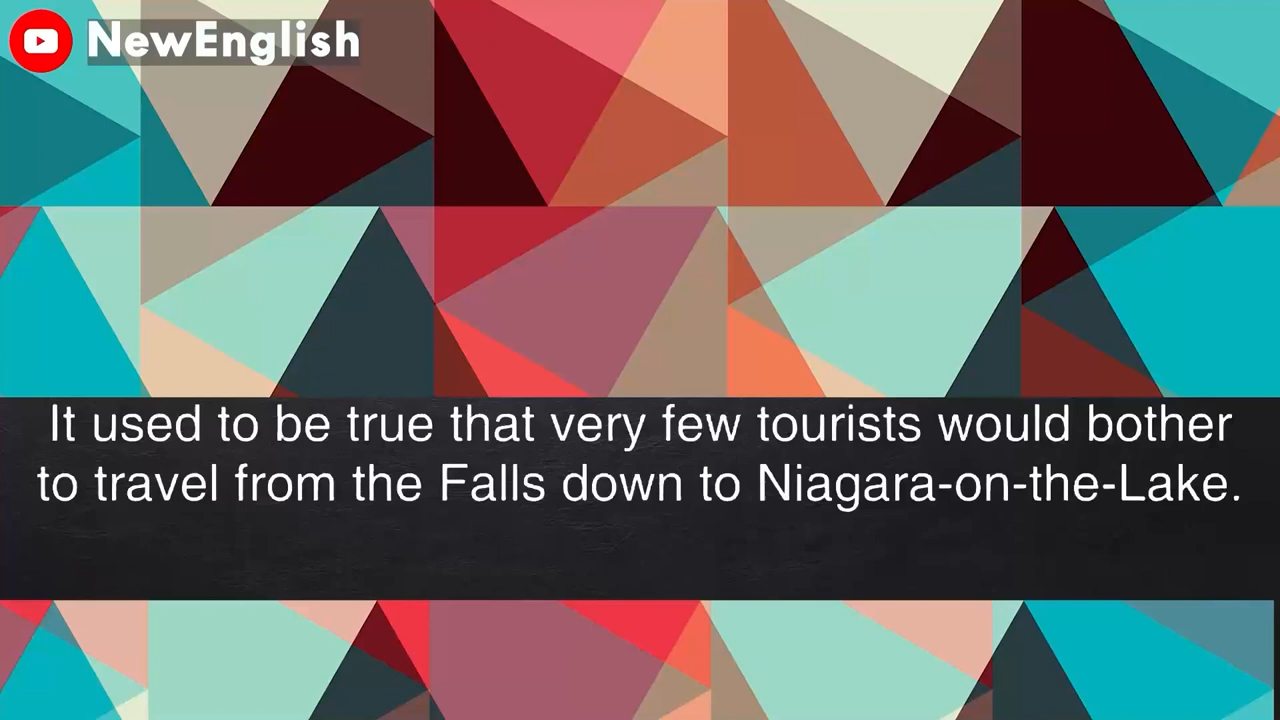 NewEnglish
It used to be true that very few tourists would bother
to travel from the Falls down to Niagara-on-the-Lake.